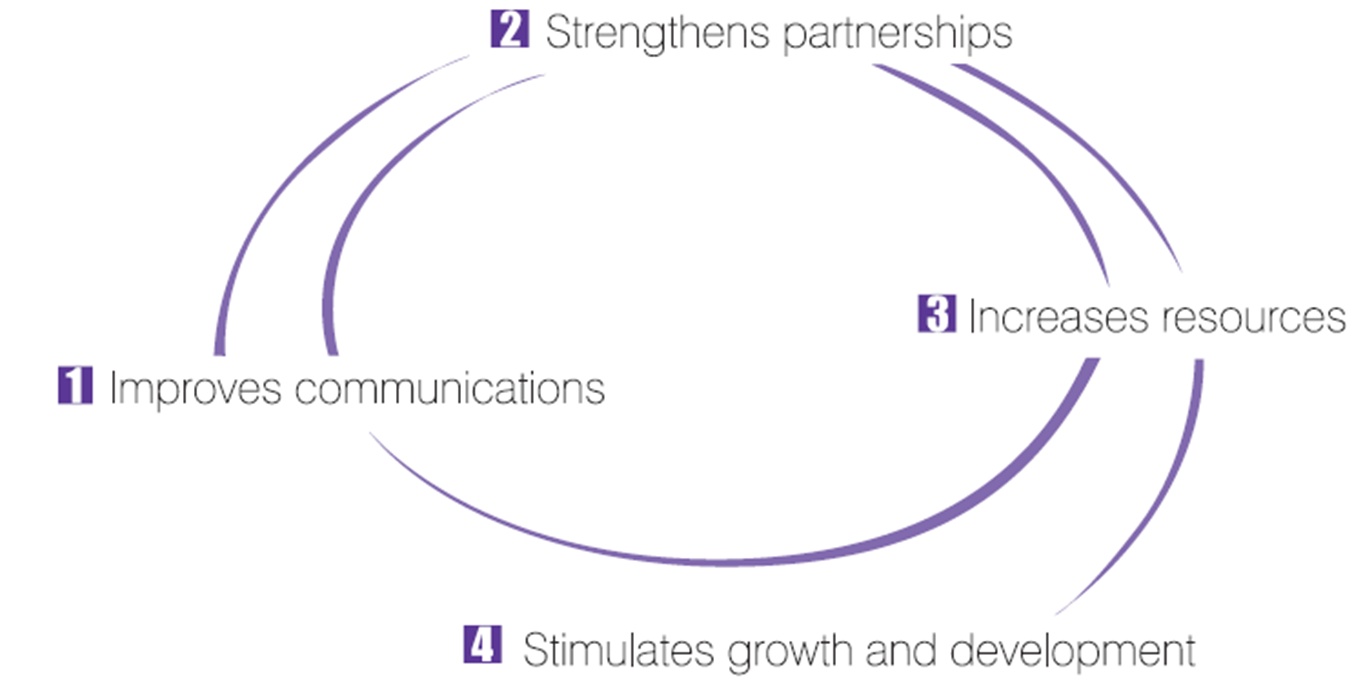 2 Strengthens partnerships
3 Increases resources
1 Improves communications
4 Stimulates growth and development